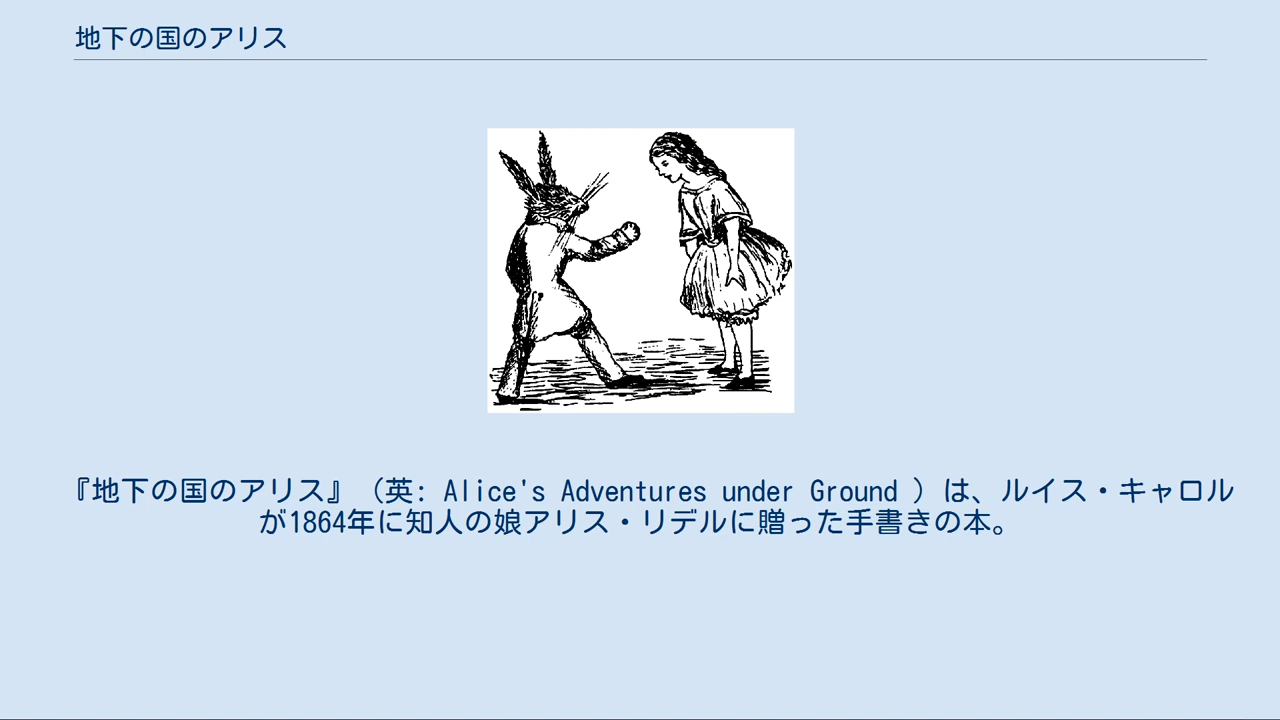 地下の国のアリス
『地下の国のアリス』（英: Alice's Adventures under Ground ）は、ルイス・キャロル
が1864年に知人の娘アリス・リデルに贈った手書きの本。